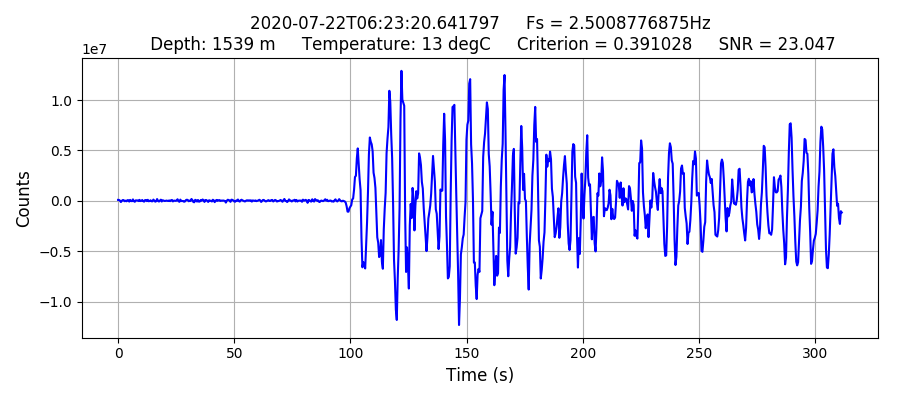 2020-07-22T06:23:20.641797 Fs = 2.5008776875Hz
Depth: 1539 m Temperature: 13 degC Criterion = 0.391028 SNR = 23.047
1e7
1.0
0.5
0.0
−0.5
−1.0
Counts
0 50 100 150 200 250 300
Time (s)